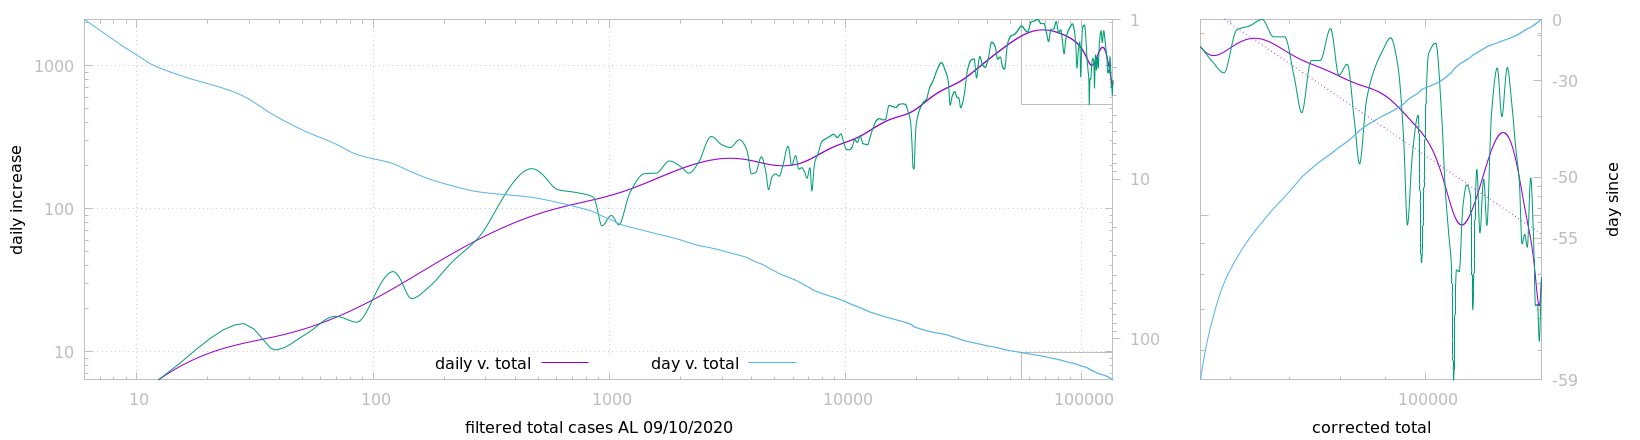 daily increase
1000
100
10
10
100
1000
10000
100000
1
10
100
daily v. total
day v. total
filtered total cases AL 09/10/2020
0
-30
-50
-55
-59
day since
100000
corrected total